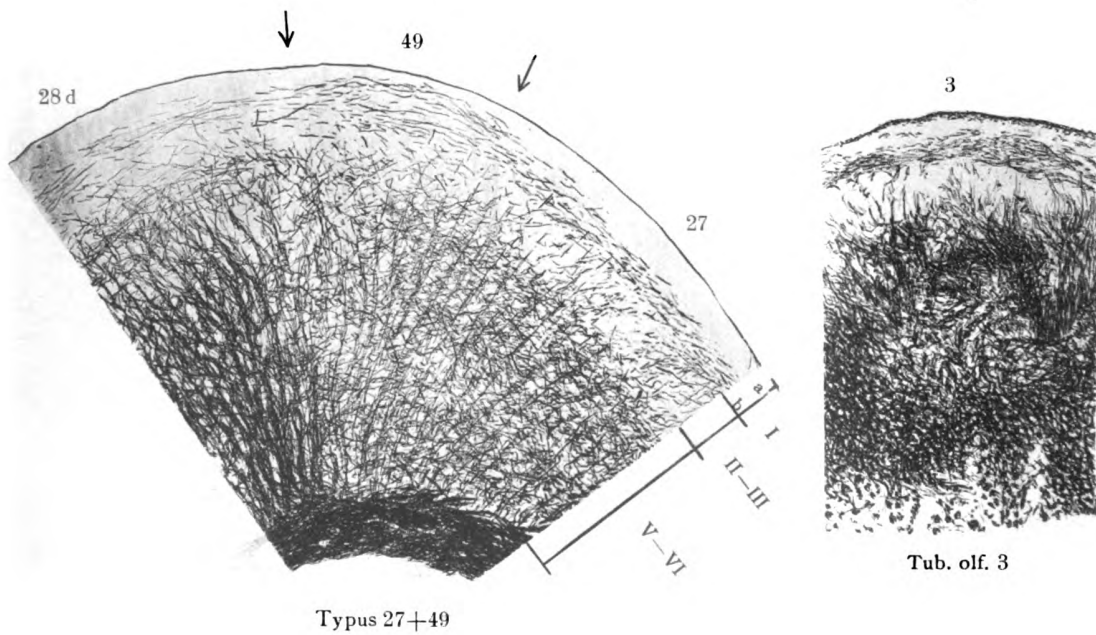 49
28 d
27
3
a
b
I
II—III
V—VI
Tub. olf. 3
Typus 27+49